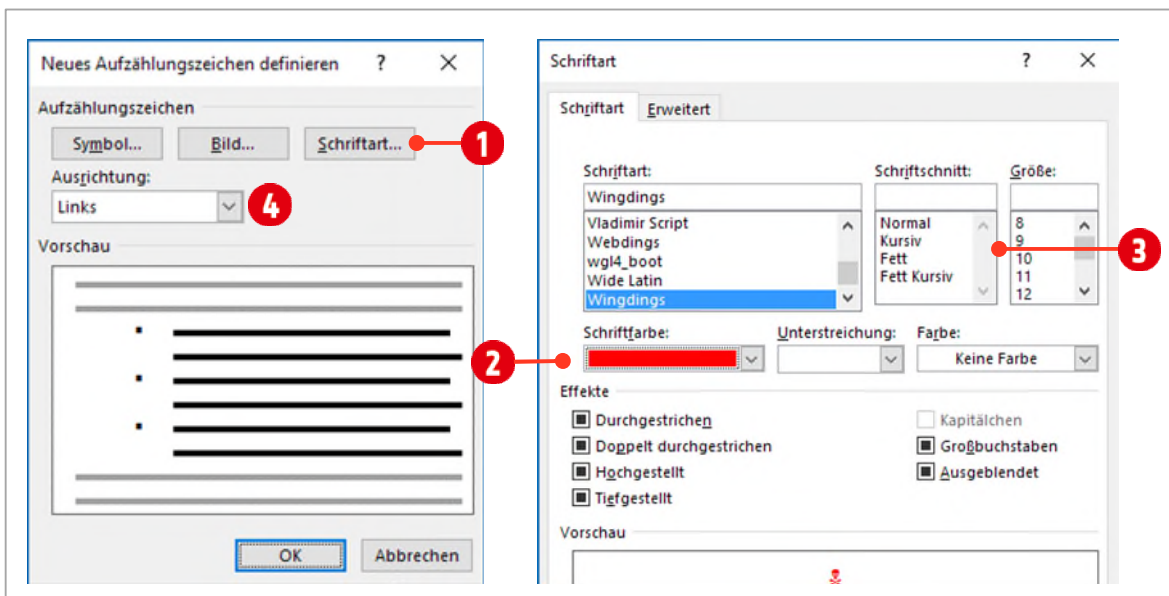 Neues Aufzählungszeichen definieren ? ×
Aufzählungszeichen
Symbol... Bild... Schriftart... 1
Ausrichtung:
Links 4
Vorschau
OK Abbrechen
Schriftart ? ×
Schriftart Erweitert
Schriftart: Schriftschnitt: Größe:
Wingdings
Vladimir Script Normal 8
Webdings Kursiv 9
wgl4_boot Fett 10
Wide Latin Fett Kursiv 11
Wingdings 12
3
Schriftfarbe: Unterstreichung: Farbe:
2 Keine Farbe
Effekte
Durchgestrichen Kapitälchen
Doppelt durchgestrichen Großbuchstaben
Hochgestellt Ausgeblendet
Tiefgestellt
Vorschau